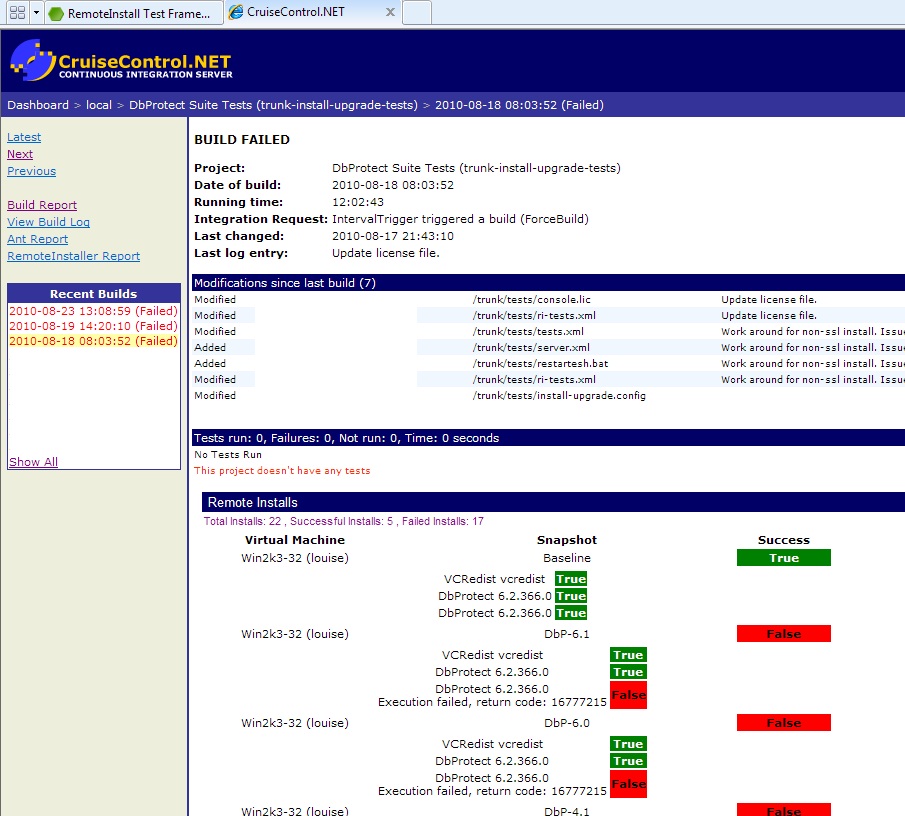 RemoteInstall Test Frame...
CruiseControl.NET
CruiseControl.NET
CONTINUOUS INTEGRATION SERVER
Dashboard > local > DbProtect Suite Tests (trunk-install-upgrade-tests) > 2010-08-18 08:03:52 (Failed)
Latest
Next
Previous
Build Report
View Build Log
Ant Report
RemoteInstaller Report
Recent Builds
2010-08-23 13:08:59 (Failed)
2010-08-19 14:20:10 (Failed)
2010-08-18 08:03:52 (Failed)
Show All
BUILD FAILED
Project: DbProtect Suite Tests (trunk-install-upgrade-tests)
Date of build: 2010-08-18 08:03:52
Running time: 12:02:43
Integration Request: IntervalTrigger triggered a build (ForceBuild)
Last changed: 2010-08-17 21:43:10
Last log entry: Update license file.
Modifications since last build (7)
Modified /trunk/tests/console.lic Update license file.
Modified /trunk/tests/ri-tests.xml Update license file.
Modified /trunk/tests/tests.xml Work around for non-ssl install. Issue
Added /trunk/tests/server.xml Work around for non-ssl install. Issue
Added /trunk/tests/restartesh.bat Work around for non-ssl install. Issue
Modified /trunk/tests/ri-tests.xml Work around for non-ssl install. Issue
Modified /trunk/tests/install-upgrade.config
Tests run: 0, Failures: 0, Not run: 0, Time: 0 seconds
No Tests Run
This project doesn't have any tests
Remote Installs
Total Installs: 22 , Successful Installs: 5 , Failed Installs: 17
Virtual Machine Snapshot Success
Win2k3-32 (louise) Baseline True
VCRedist vcredist True
DbProtect 6.2.366.0 True
DbProtect 6.2.366.0 True
Win2k3-32 (louise) DbP-6.1 False
VCRedist vcredist True
DbProtect 6.2.366.0 True
DbProtect 6.2.366.0
Execution failed, return code: 16777215 False
Win2k3-32 (louise) DbP-6.0 False
VCRedist vcredist True
DbProtect 6.2.366.0 True
DbProtect 6.2.366.0
Execution failed, return code: 16777215 False
Win2k3-32 (louise) DbP-4.1 False